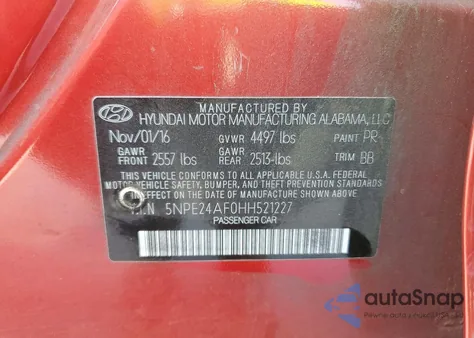 MANUFACTURED BY
HYUNDAI MOTOR MANUFACTURING ALABAMA, LLC
Nov/01/16 GVWR 4497 lbs PAINT PR
GAWR FRONT 2557 lbs GAWR REAR 2513 lbs TRIM BB
THIS VEHICLE CONFORMS TO ALL APPLICABLE U.S.A. FEDERAL
MOTOR VEHICLE SAFETY, BUMPER, AND THEFT PREVENTION
STANDARDS IN EFFECT ON THE DATE OF MANUFACTURE SHOWN ABOVE.
V.I.N 5NPE24AF0HH521227
PASSENGER CAR
autoSnap